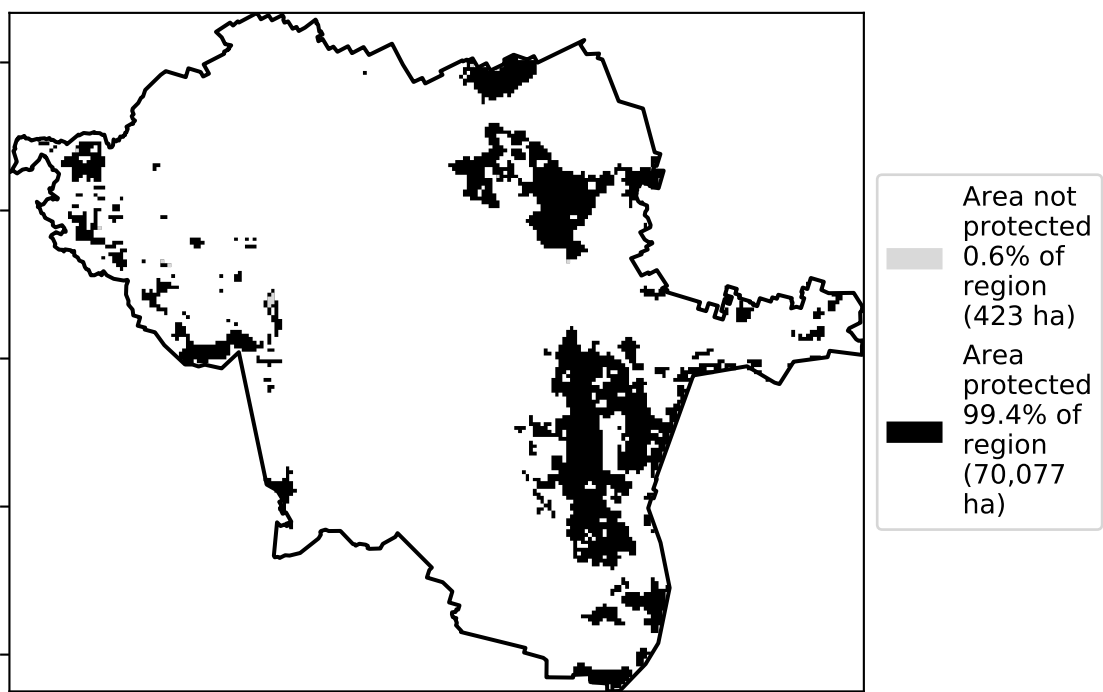 Area not
protected
0.6% of
region
(423 ha)
Area
protected
99.4% of
region
(70,077
ha)